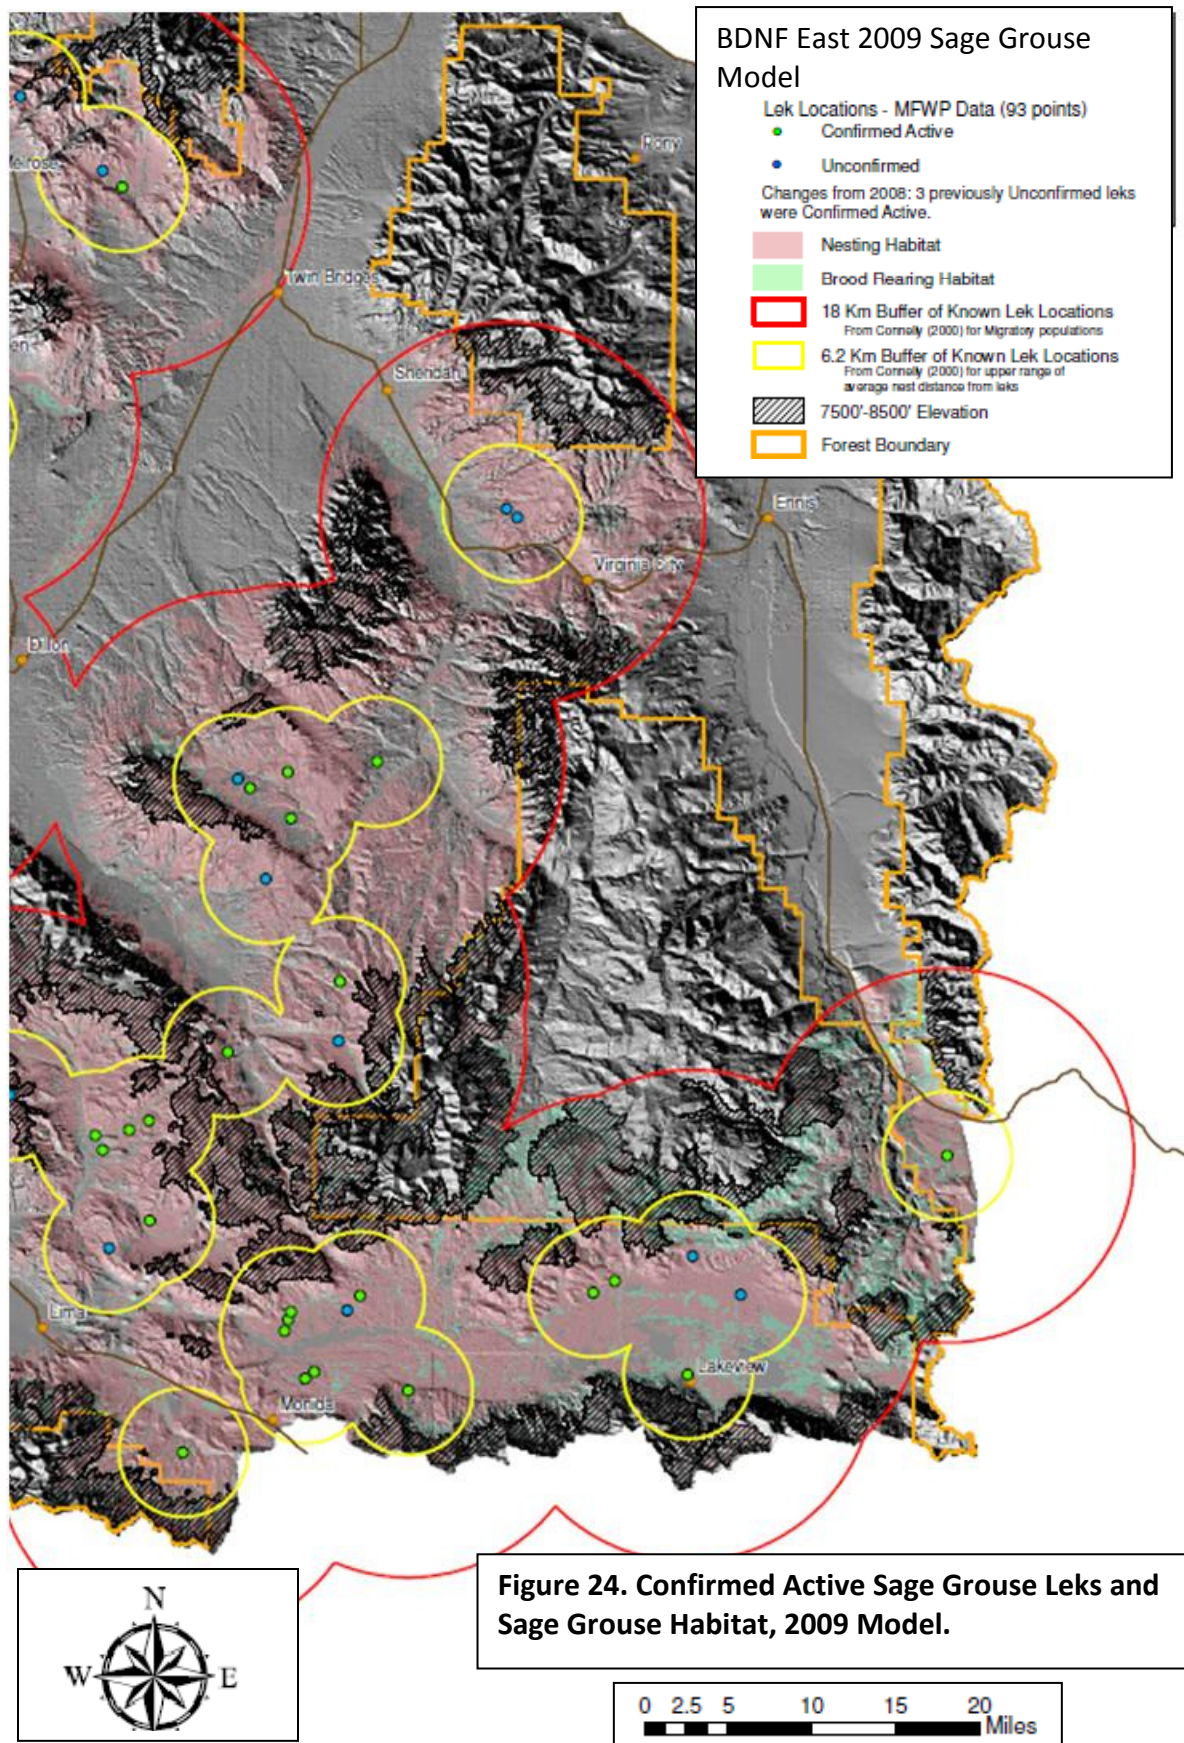 BDNF East 2009 Sage Grouse
Model
Lek Locations - MFWP Data (93 points)
Confirmed Active
Unconfirmed
Changes from 2008: 3 previously Unconfirmed leks
were Confirmed Active.
Nesting Habitat
Brood Rearing Habitat
18 Km Buffer of Known Lek Locations
From Connelly (2000) for Migratory populations
6.2 Km Buffer of Known Lek Locations
From Connelly (2000) for upper range of
average nest distance from leks
7500'-8500' Elevation
Forest Boundary
Pony
elrose
Twin Bridges
en
Sheridan
Ennis
Virginia City
Dillon
Lima
Lakeview
Monida
Figure 24. Confirmed Active Sage Grouse Leks and
Sage Grouse Habitat, 2009 Model.
N
W E
S
0 2.5 5 10 15 20
Miles